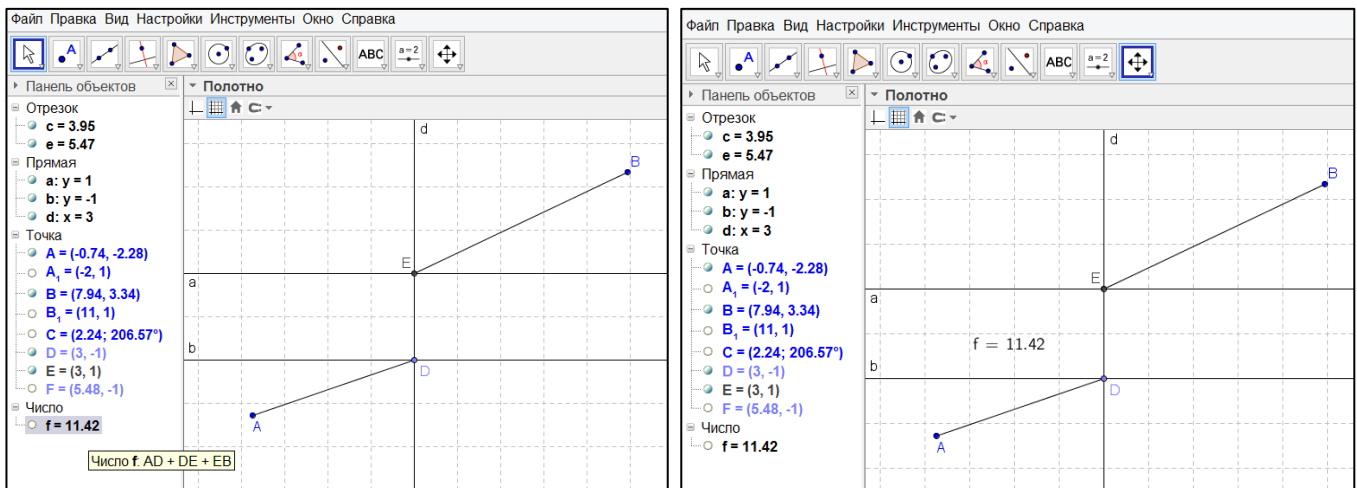 Файл Правка Вид Настройки Инструменты Окно Справка
A
ABC
a=2
Панель объектов
Полотно
Отрезок
c = 3.95
e = 5.47
Прямая
a: y = 1
b: y = -1
d: x = 3
Точка
A = (-0.74, -2.28)
A₁ = (-2, 1)
B = (7.94, 3.34)
B₁ = (11, 1)
C = (2.24; 206.57°)
D = (3, -1)
E = (3, 1)
F = (5.48, -1)
Число
f = 11.42
Число f: AD + DE + EB
d
B
E
a
b
D
A
Файл Правка Вид Настройки Инструменты Окно Справка
A
ABC
a=2
Панель объектов
Полотно
Отрезок
c = 3.95
e = 5.47
Прямая
a: y = 1
b: y = -1
d: x = 3
Точка
A = (-0.74, -2.28)
A₁ = (-2, 1)
B = (7.94, 3.34)
B₁ = (11, 1)
C = (2.24; 206.57°)
D = (3, -1)
E = (3, 1)
F = (5.48, -1)
Число
f = 11.42
d
B
E
a
f = 11.42
b
D
A